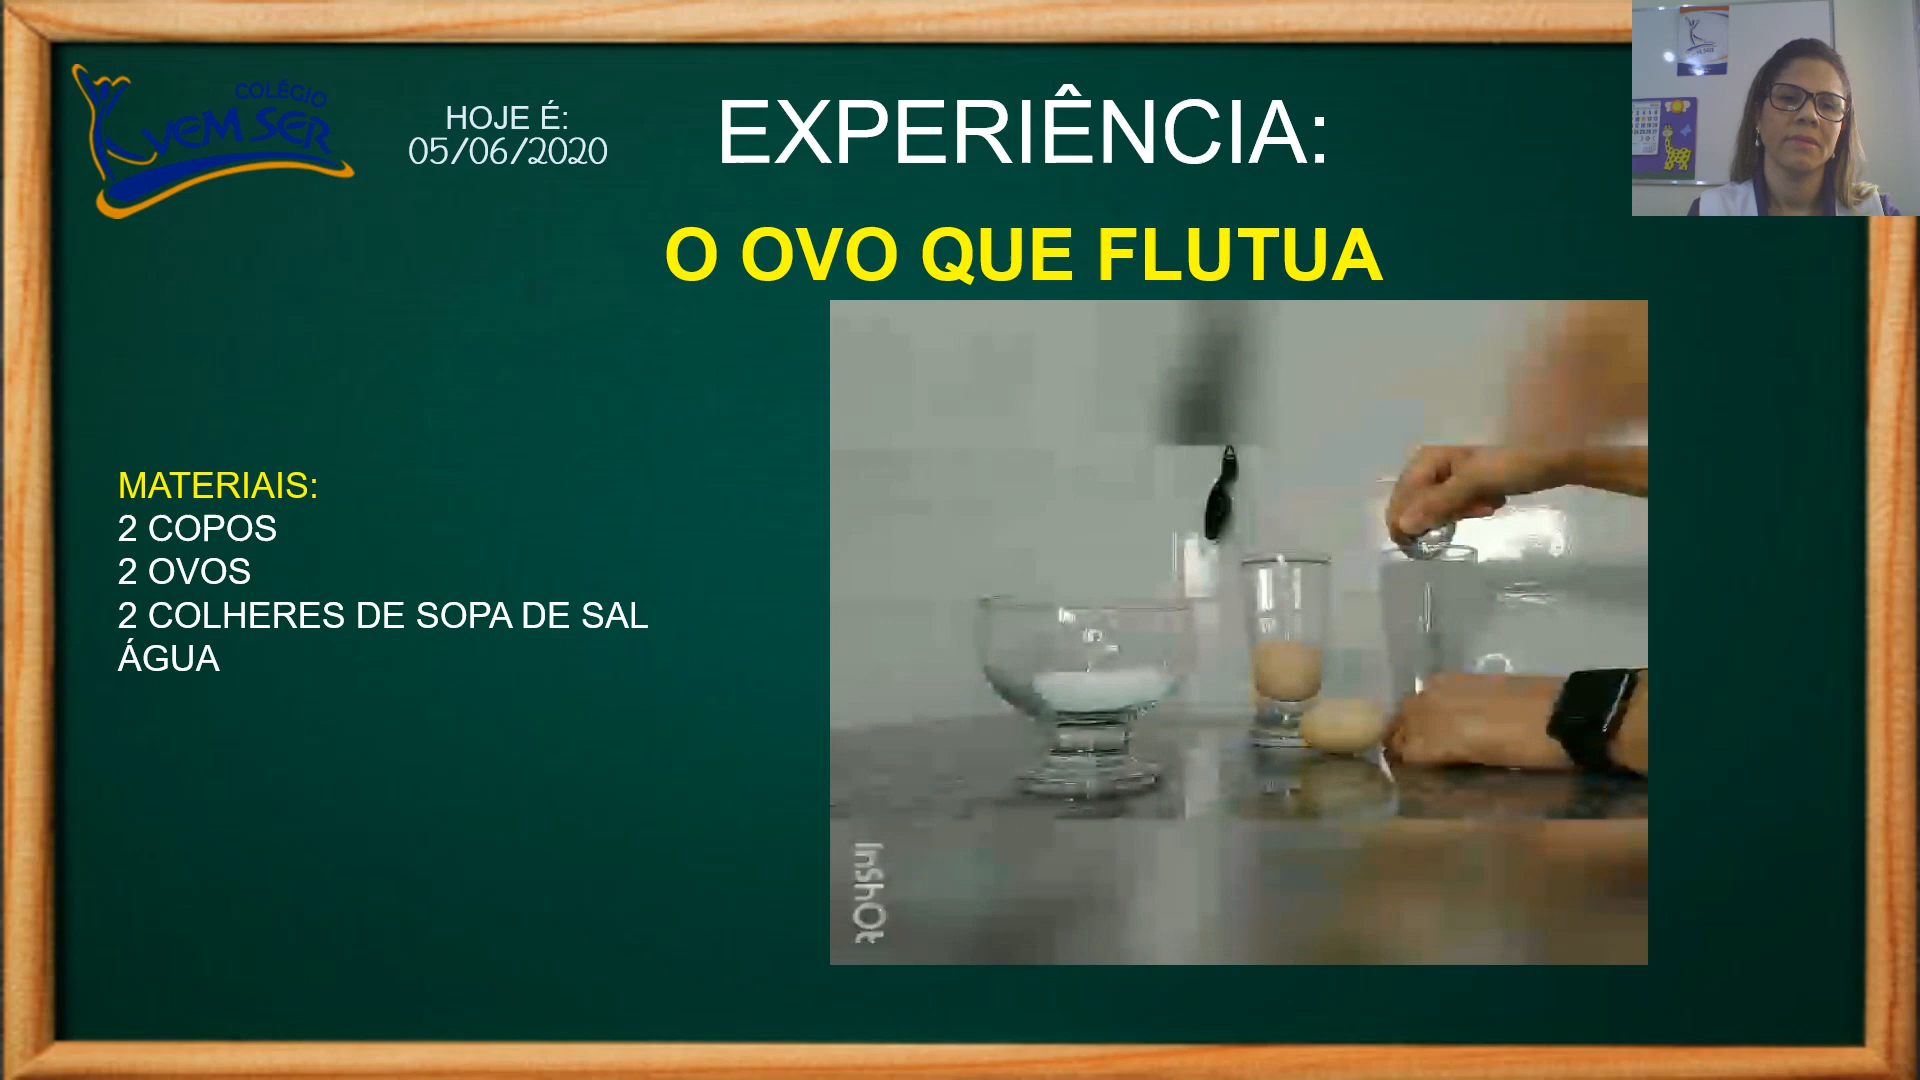 COLÉGIO
VEM SER
HOJE É:
05/06/2020
EXPERIÊNCIA:
O OVO QUE FLUTUA
MATERIAIS:
2 COPOS
2 OVOS
2 COLHERES DE SOPA DE SAL
ÁGUA
InShOt